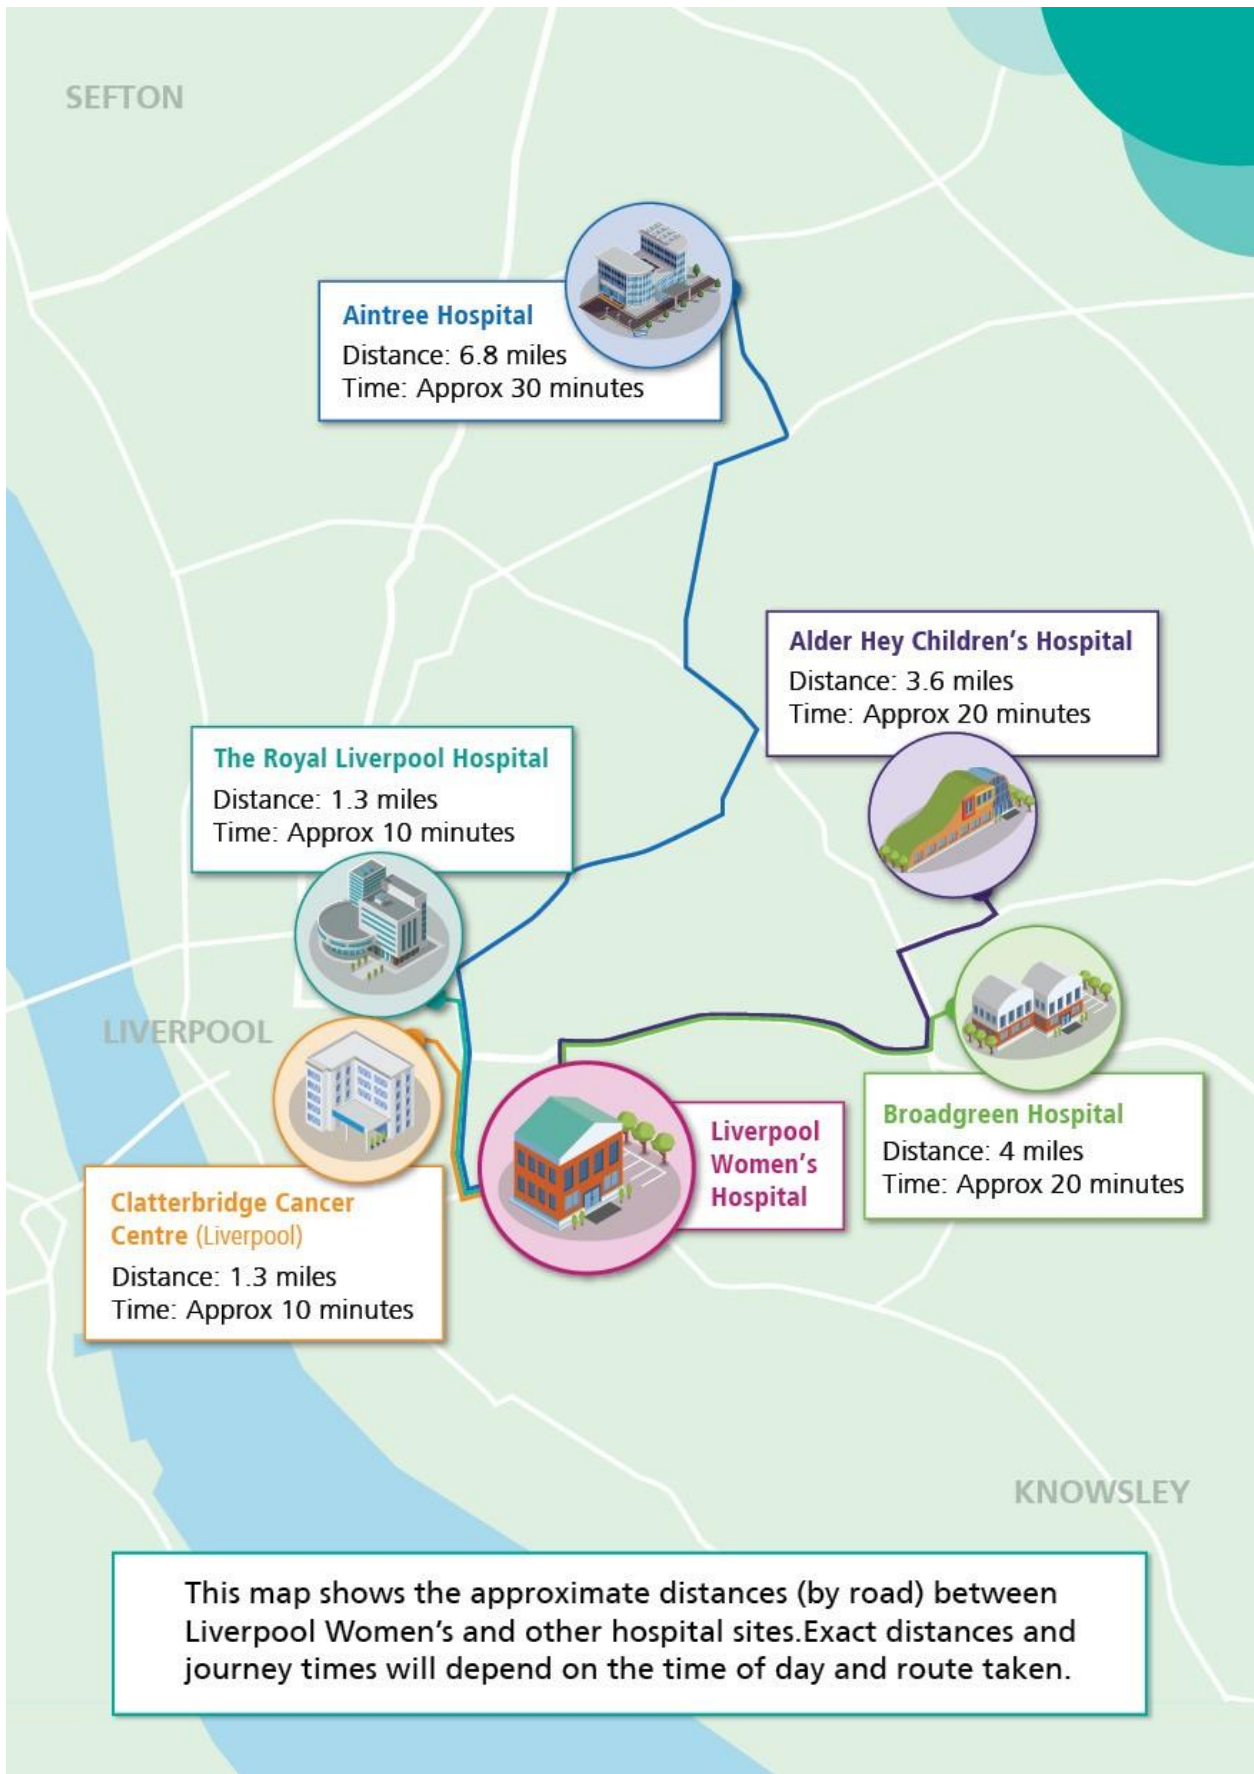 SEFTON
Aintree Hospital
Distance: 6.8 miles
Time: Approx 30 minutes
Alder Hey Children's Hospital
Distance: 3.6 miles
Time: Approx 20 minutes
The Royal Liverpool Hospital
Distance: 1.3 miles
Time: Approx 10 minutes
LIVERPOOL
Liverpool
Women's
Hospital
Broadgreen Hospital
Distance: 4 miles
Time: Approx 20 minutes
Clatterbridge Cancer
Centre (Liverpool)
Distance: 1.3 miles
Time: Approx 10 minutes
KNOWSLEY
This map shows the approximate distances (by road) between
Liverpool Women's and other hospital sites.Exact distances and
journey times will depend on the time of day and route taken.